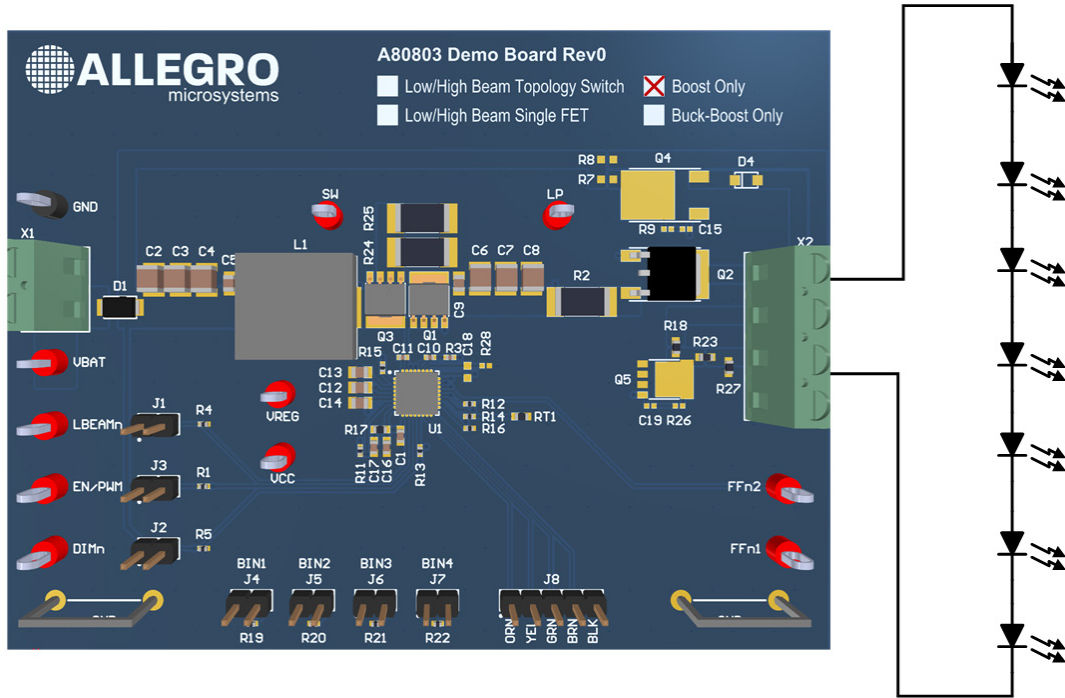 ALLEGRO
microsystems
A80803 Demo Board Rev0
Low/High Beam Topology Switch
Boost Only
Low/High Beam Single FET
Buck-Boost Only
R8
R7
Q4
D4
GND
SW
LP
R25
R24
R9
C15
X1
X2
L1
C2
C3
C4
C5
C6
C7
C8
R2
Q2
D1
C9
Q3
Q1
R18
R23
R27
VBAT
R15
C11
C10
R3
C18
R28
C13
C12
C14
Q5
C19
R26
VREG
J1
R4
LBEAMn
U1
R12
R14
R16
RT1
R17
R11
C17
C16
C1
R13
VCC
J3
R1
EN/PWM
FFn2
J2
R5
DIMn
FFn1
BIN1
BIN2
BIN3
BIN4
J4
J5
J6
J7
J8
R19
R20
R21
R22
ORN
YEL
GRN
BRN
BLK